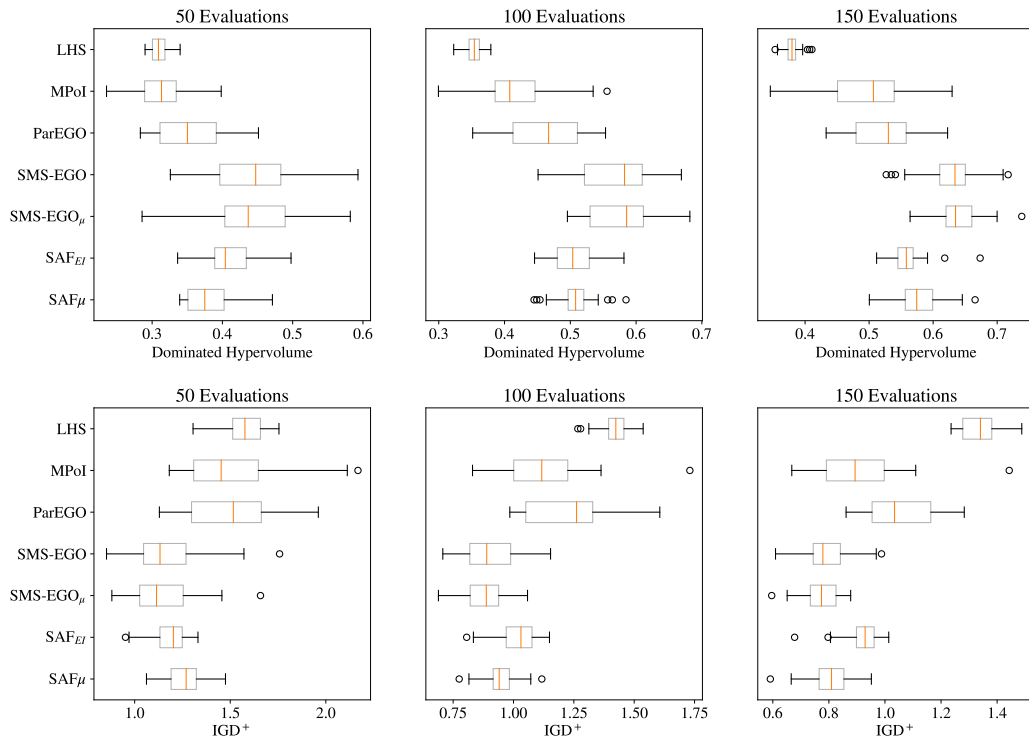 50 Evaluations
100 Evaluations
150 Evaluations
LHS
MPoI
ParEGO
SMS-EGO
SMS-EGOμ
SAF_EI
SAFμ
0.3 0.4 0.5 0.6
0.3 0.4 0.5 0.6 0.7
0.4 0.5 0.6 0.7
Dominated Hypervolume
Dominated Hypervolume
Dominated Hypervolume
50 Evaluations
100 Evaluations
150 Evaluations
LHS
MPoI
ParEGO
SMS-EGO
SMS-EGOμ
SAF_EI
SAFμ
1.0 1.5 2.0
0.75 1.00 1.25 1.50 1.75
0.6 0.8 1.0 1.2 1.4
IGD⁺
IGD⁺
IGD⁺